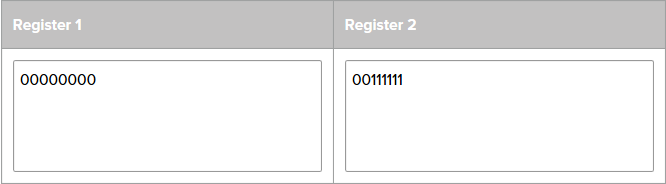 Register 1
Register 2
00000000
00111111